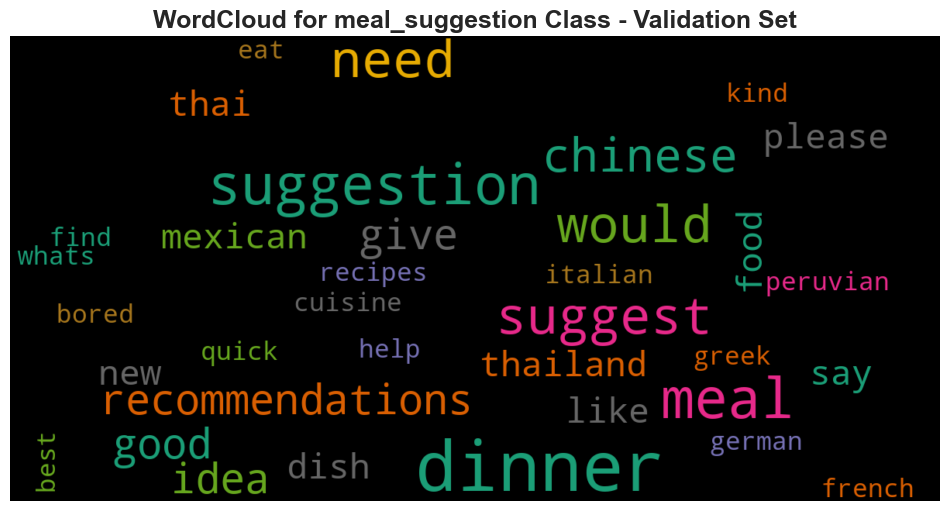 WordCloud for meal_suggestion Class - Validation Set
eat
need
thai
kind
please
chinese
suggestion
would
give
mexican
find
whats
food
recipes
italian
peruvian
cuisine
bored
suggest
quick
help
thailand
greek
new
say
recommendations
like
meal
good
best
idea
dish
dinner
german
french